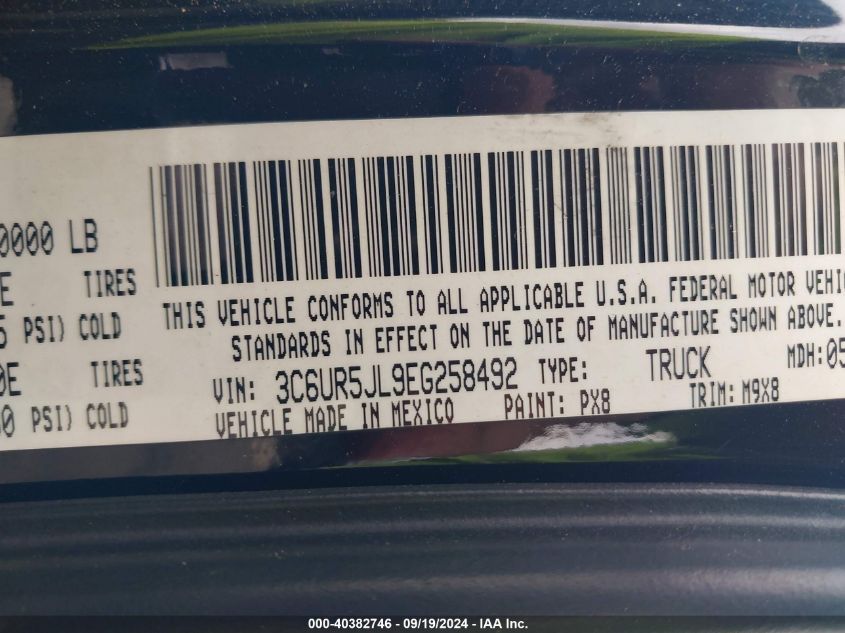 0000 LB
E TIRES
5 PSI) COLD
0E TIRES
0 PSI) COLD
THIS VEHICLE CONFORMS TO ALL APPLICABLE U.S.A. FEDERAL MOTOR VEHIC
STANDARDS IN EFFECT ON THE DATE OF MANUFACTURE SHOWN ABOVE.
VIN: 3C6UR5JL9EG258492 TYPE: TRUCK MDH:05
VEHICLE MADE IN MEXICO PAINT: PX8 TRIM: M9X8
000-40382746 - 09/19/2024 - IAA Inc.